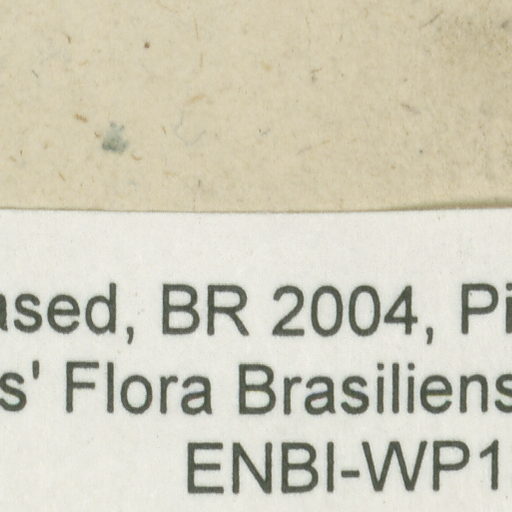 ased, BR 2004, Pi
s' Flora Brasiliens
ENBI-WP1